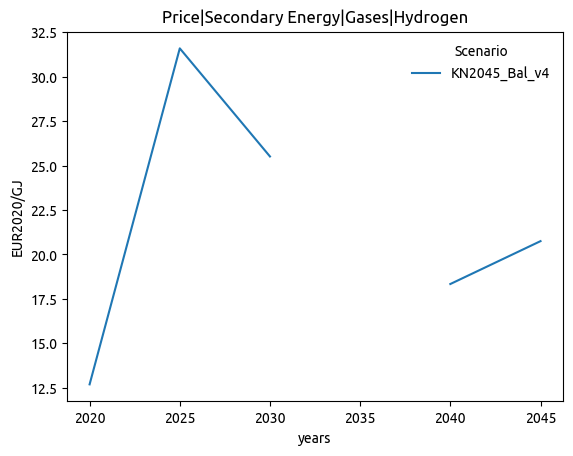 Price|Secondary Energy|Gases|Hydrogen
32.5
30.0
27.5
25.0
22.5
20.0
17.5
15.0
12.5
EUR2020/GJ
Scenario
KN2045_Bal_v4
2020 2025 2030 2035 2040 2045
years